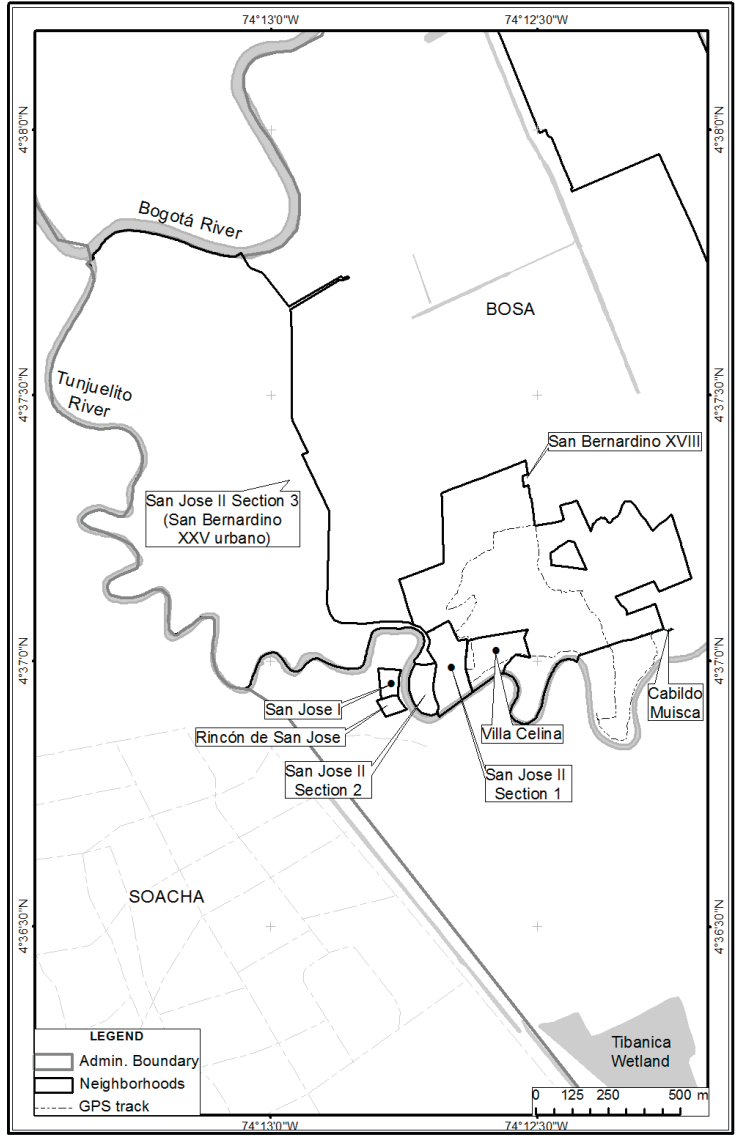 74°13'0"W
74°12'30"W
4°38'0"N
4°38'0"N
Bogotá River
BOSA
4°37'30"N
4°37'30"N
Tunjuelito
River
San Bernardino XVIII
San Jose II Section 3
(San Bernardino
XXV urbano)
4°37'0"N
4°37'0"N
San Jose I
Rincón de San Jose
San Jose II
Section 2
Villa Celina
San Jose II
Section 1
Cabildo
Muisca
SOACHA
4°36'30"N
4°36'30"N
Tibanica
Wetland
LEGEND
Admin. Boundary
Neighborhoods
GPS track
0 125 250 500 m
74°13'0"W
74°12'30"W